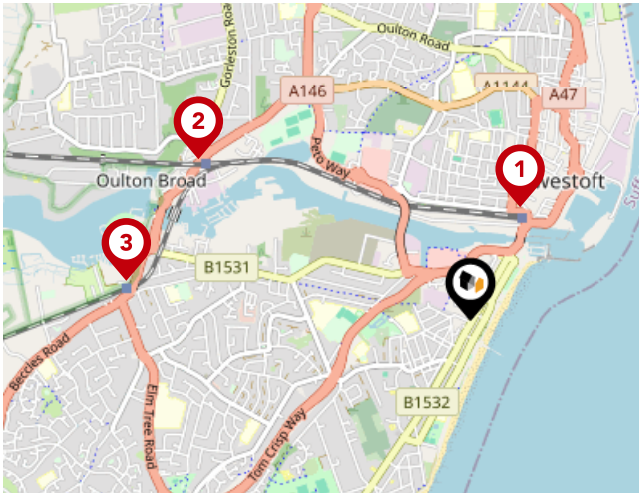 Gorleston Roa
Oulton Road
A146
A1144
A47
2
Peto Way
1
Oulton Broad
westoft
3
B1531
Beccles Road
Elm Tree Road
B1532
Tom Crisp Way